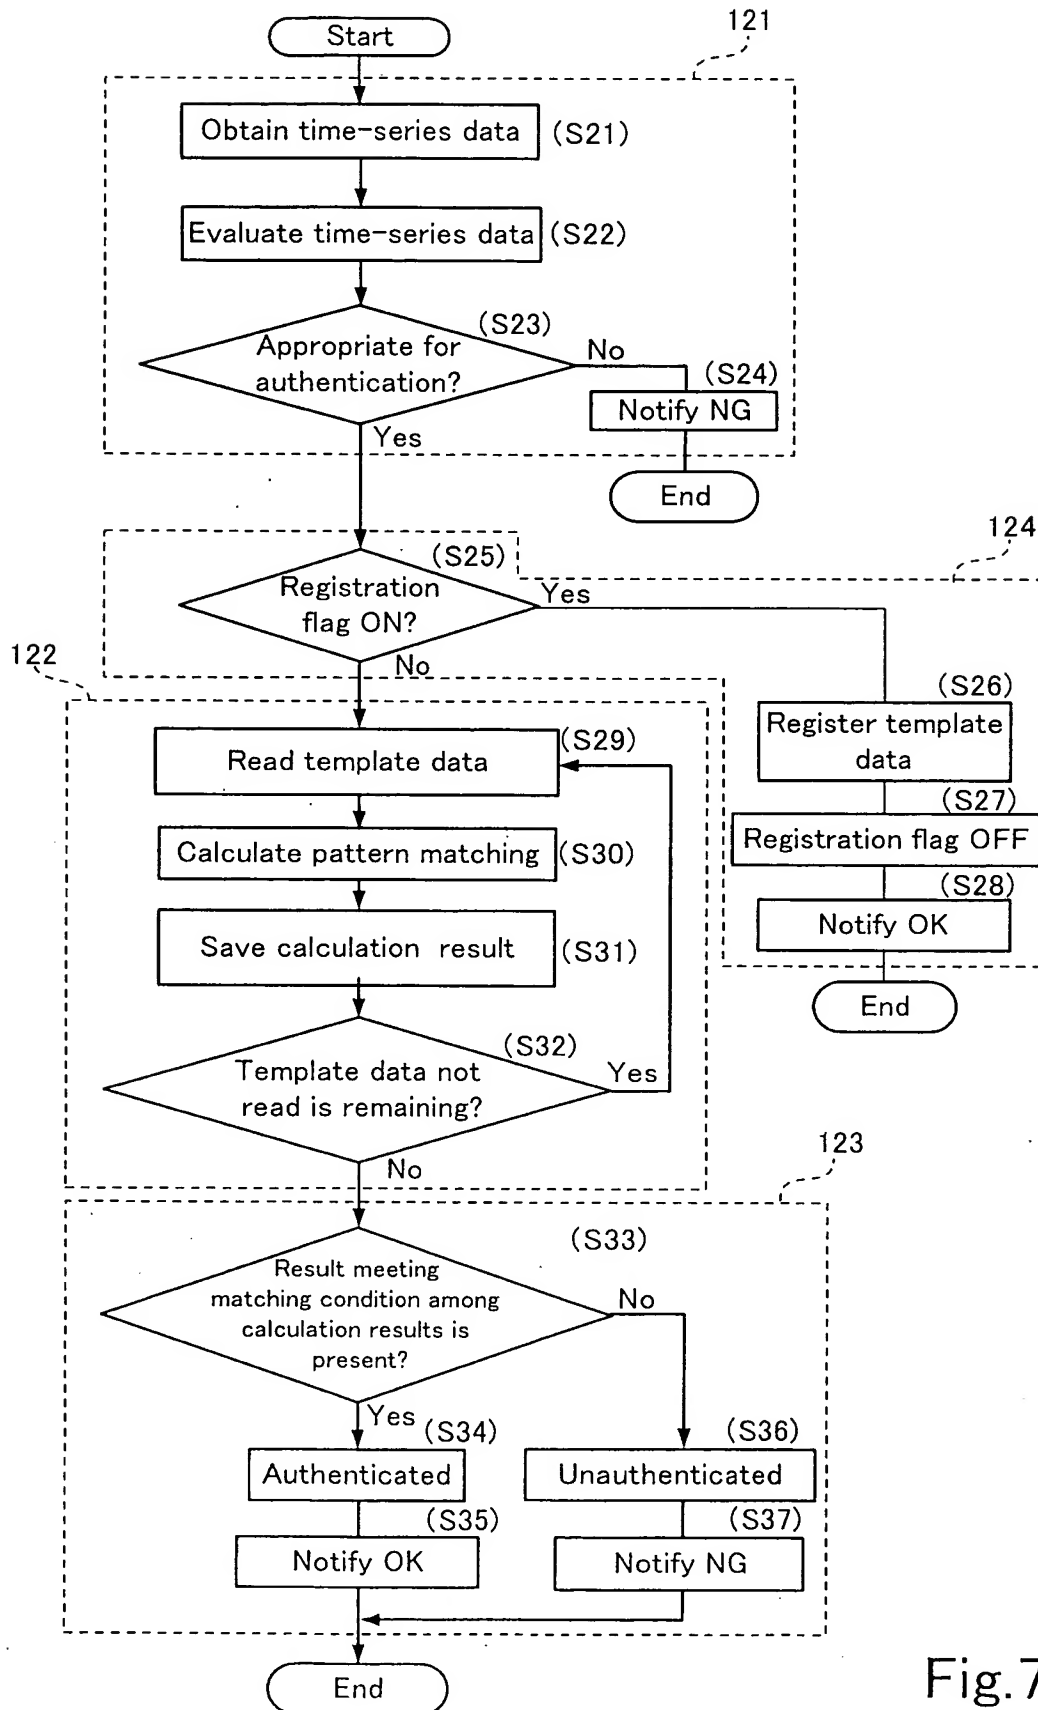 121
Start
Obtain time-series data
(S21)
Evaluate time-series data
(S22)
(S23)
Appropriate for
authentication?
No
(S24)
Notify NG
Yes
End
124
(S25)
Registration
flag ON?
Yes
No
122
(S26)
Register template
data
(S27)
Registration flag OFF
(S28)
Notify OK
End
(S29)
Read template data
Calculate pattern matching
(S30)
Save calculation result
(S31)
(S32)
Template data not
read is remaining?
Yes
No
123
(S33)
Result meeting
matching condition among
calculation results is
present?
No
Yes
(S34)
Authenticated
(S35)
Notify OK
(S36)
Unauthenticated
(S37)
Notify NG
End
Fig.7